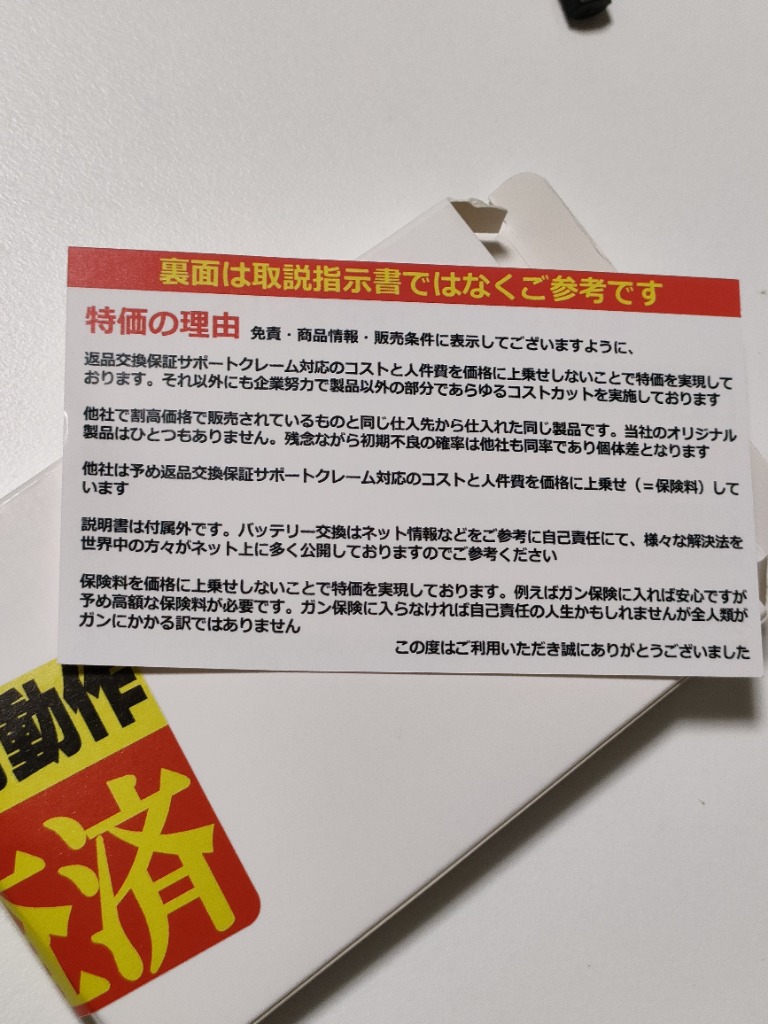 裏面は取説指示書ではなくご参考です
特価の理由 免責・商品情報・販売条件に表示してございますように、
返品交換保証サポートクレーム対応のコストと人件費を価格に上乗せしないことで特価を実現して
おります。それ以外にも企業努力で製品以外の部分であらゆるコストカットを実施しております
他社で割高価格で販売されているものと同じ仕入先から仕入れた同じ製品です。当社のオリジナル
製品はひとつもありません。残念ながら初期不良の確率は他社も同率であり個体差となります
他社は予め返品交換保証サポートクレーム対応のコストと人件費を価格に上乗せ（＝保険料）して
います
説明書は付属外です。バッテリー交換はネット情報などをご参考に自己責任にて、様々な解決法を
世界中の方々がネット上に多く公開しておりますのでご参考ください
保険料を価格に上乗せしないことで特価を実現しております。例えばガン保険に入れば安心ですが
予め高額な保険料が必要です。ガン保険に入らなければ自己責任の人生かもしれませんが全人類が
ガンにかかる訳ではありません
この度はご利用いただき誠にありがとうございました
動作
済